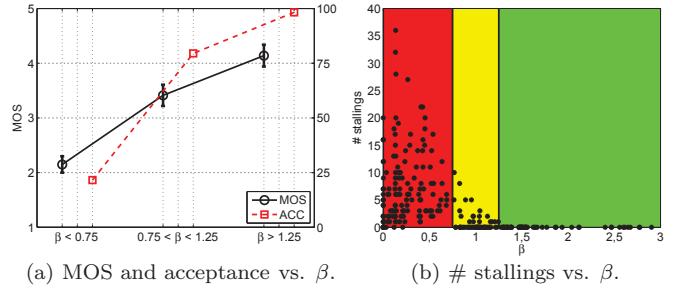 5
4
3
2
1
MOS
100
75
50
25
0
β < 0.75
0.75 < β < 1.25
β > 1.25
MOS
ACC
(a) MOS and acceptance vs. β.
40
35
30
25
20
15
10
5
0
# stallings
0 0,5 1 1.5 2 2.5 3
β
(b) # stallings vs. β.